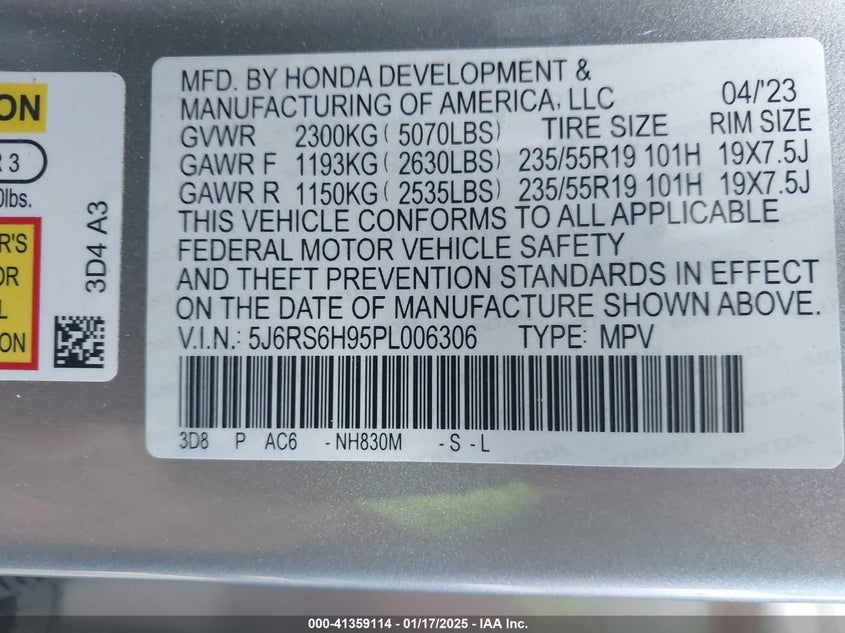 MFD. BY HONDA DEVELOPMENT &
MANUFACTURING OF AMERICA, LLC 04/'23
GVWR 2300KG ( 5070LBS) TIRE SIZE RIM SIZE
GAWR F 1193KG ( 2630LBS) 235/55R19 101H 19X7.5J
GAWR R 1150KG ( 2535LBS) 235/55R19 101H 19X7.5J
THIS VEHICLE CONFORMS TO ALL APPLICABLE
FEDERAL MOTOR VEHICLE SAFETY
AND THEFT PREVENTION STANDARDS IN EFFECT
ON THE DATE OF MANUFACTURE SHOWN ABOVE.
V.I.N.: 5J6RS6H95PL006306 TYPE: MPV
3D8 P AC6 -NH830M -S -L
ON
R 3
0lbs.
R'S
OR
L
ON
3D4 A3
000-41359114 - 01/17/2025 - IAA Inc.